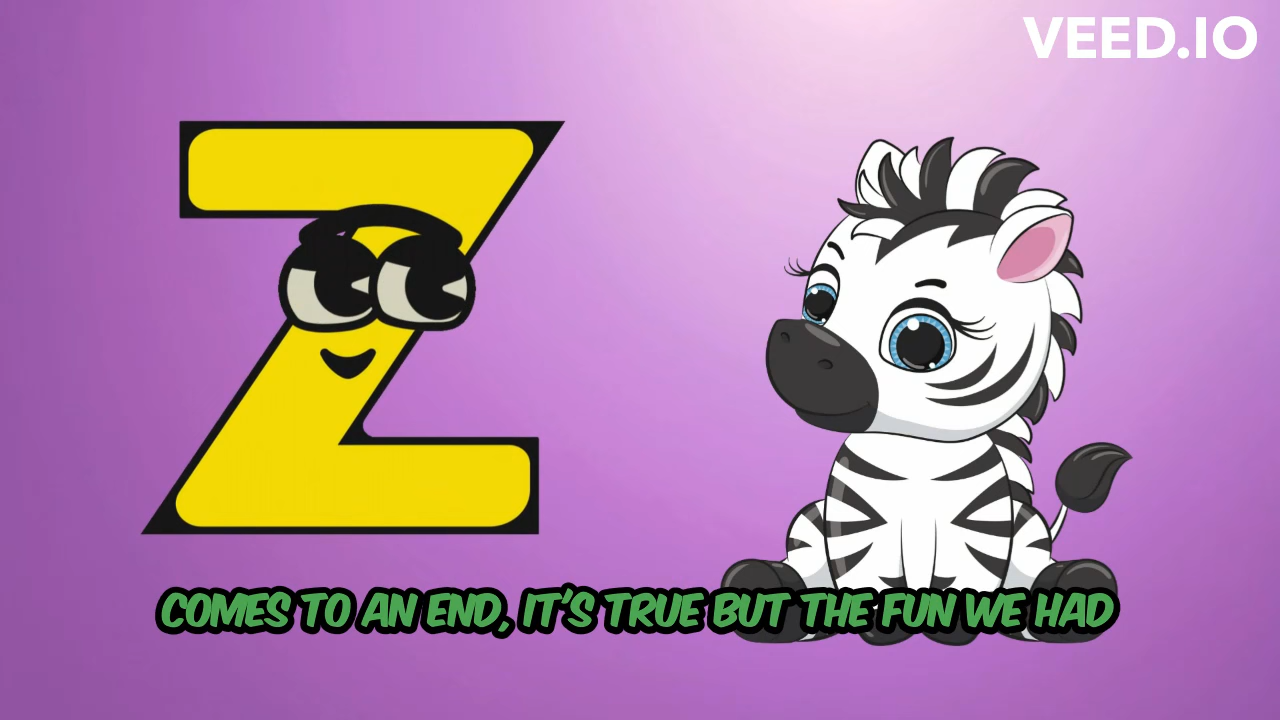 VEED.IO
Z
COMES TO AN END, IT'S TRUE BUT THE FUN WE HAD